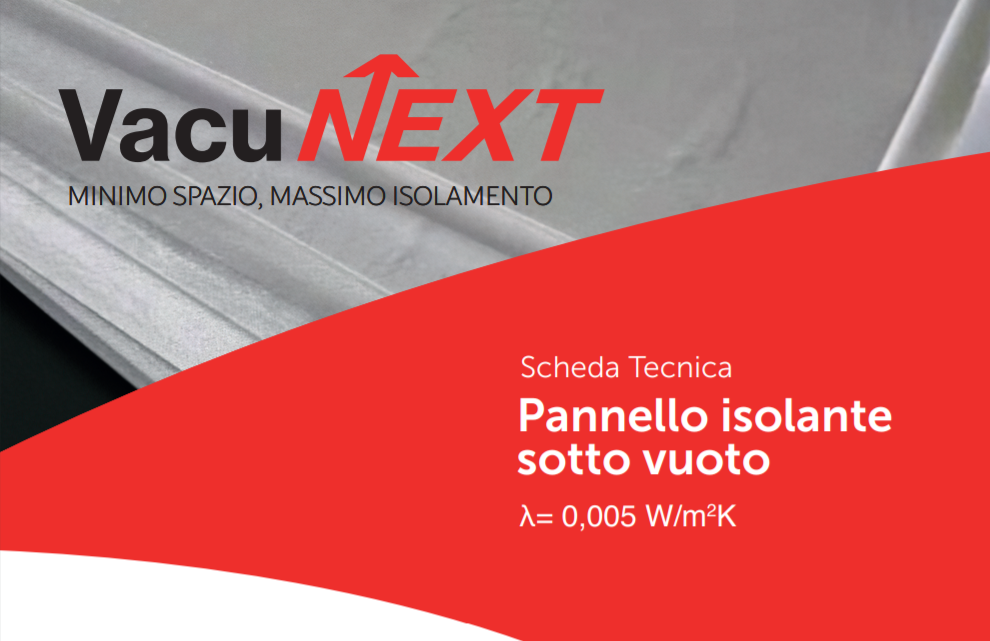 VacuNEXT
MINIMO SPAZIO, MASSIMO ISOLAMENTO
Scheda Tecnica
Pannello isolante
sotto vuoto
λ= 0,005 W/m²K